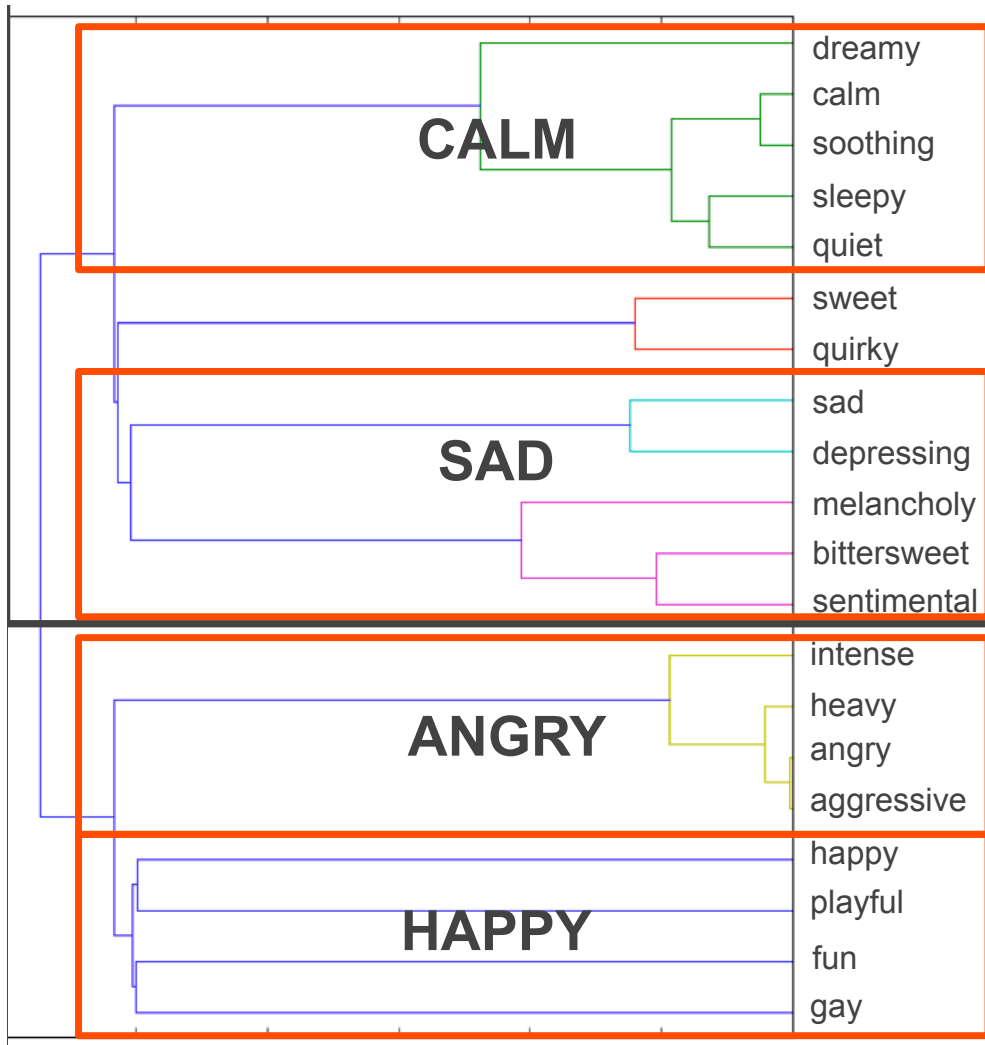 dreamy
calm
CALM
soothing
sleepy
quiet
sweet
quirky
sad
SAD
depressing
melancholy
bittersweet
sentimental
intense
heavy
ANGRY
angry
aggressive
happy
playful
HAPPY
fun
gay